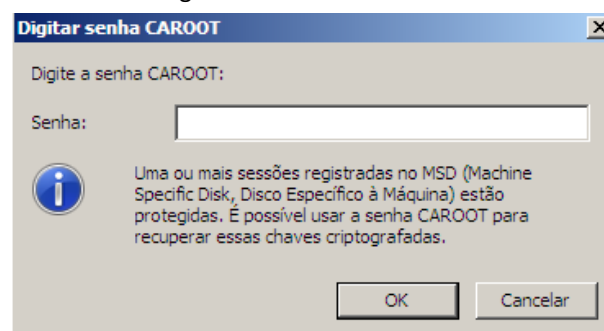 Digitar senha CAROOT
Digite a senha CAROOT:
Senha:
Uma ou mais sessões registradas no MSD (Machine
Specific Disk, Disco Específico à Máquina) estão
protegidas. É possível usar a senha CAROOT para
recuperar essas chaves criptografadas.
OK
Cancelar